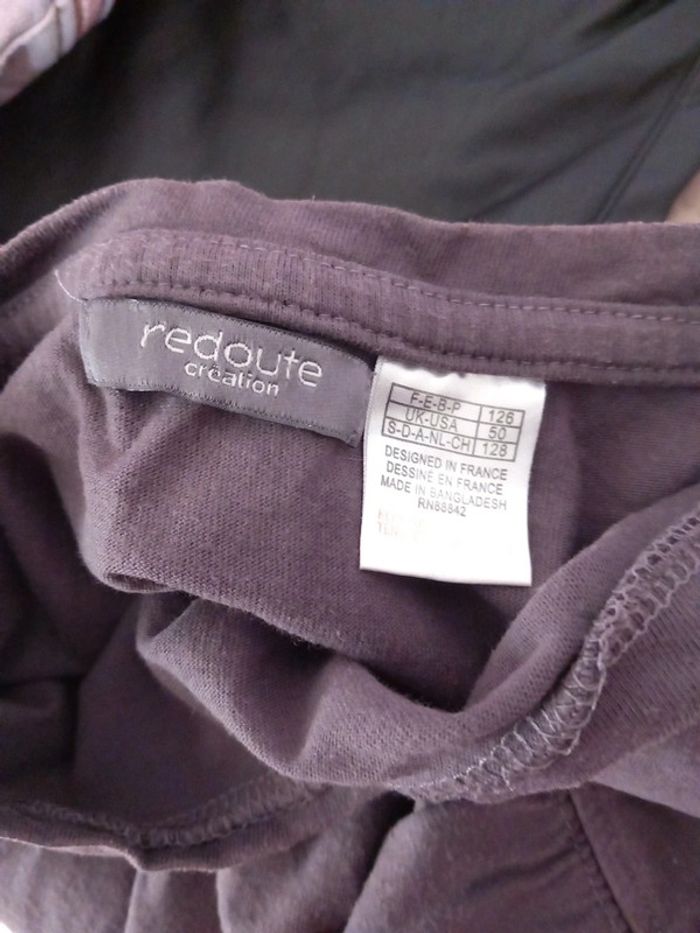 redoute
création
F-E-B-P 126
UK-USA 50
S-D-A-NL-CH 128
DESIGNED IN FRANCE
DESSINÉ EN FRANCE
MADE IN BANGLADESH
RN88842